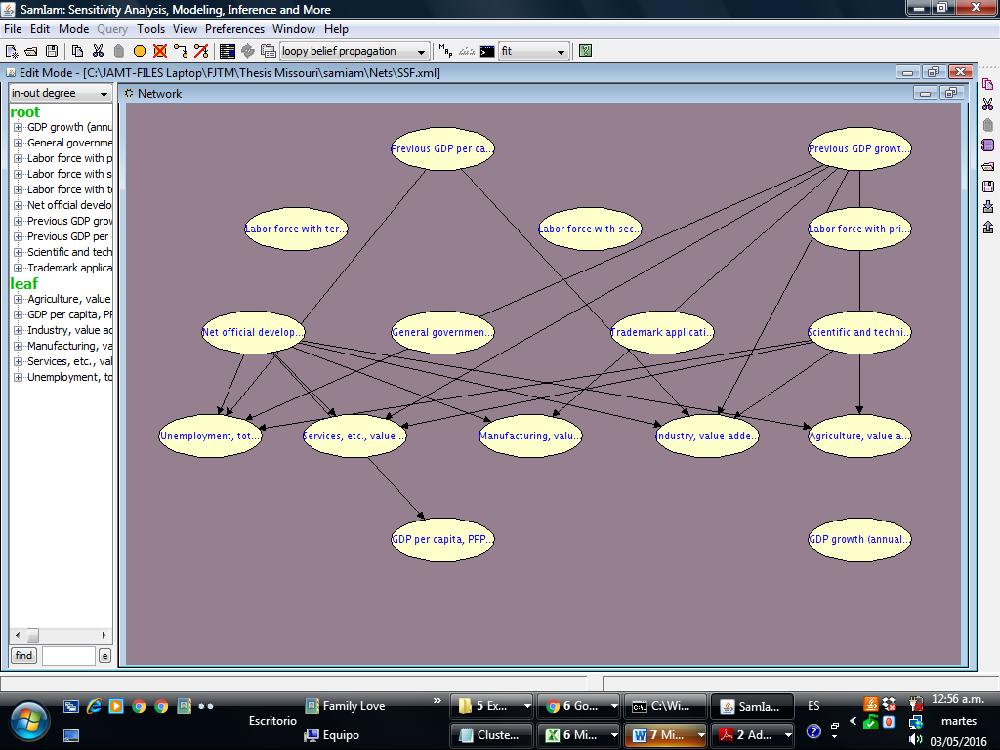 SamIam: Sensitivity Analysis, Modeling, Inference and More
File Edit Mode Query Tools View Preferences Window Help
loopy belief propagation
fit
Edit Mode - [C:\JAMT-FILES Laptop\FJTM\Thesis Missouri\samiam\Nets\SSF.xml]
in-out degree
Network
root
GDP growth (annu
General governme
Labor force with p
Labor force with s
Labor force with t
Net official develo
Previous GDP grow
Previous GDP per
Scientific and tech
Trademark applica
leaf
Agriculture, value
GDP per capita, PP
Industry, value ad
Manufacturing, va
Services, etc., val
Unemployment, to
find
e
Previous GDP per ca...
Previous GDP growt...
Labor force with ter...
Labor force with sec...
Labor force with pri...
Net official develop...
General governmen...
Trademark applicati...
Scientific and techni...
Unemployment, tot...
Services, etc., value ...
Manufacturing, valu...
Industry, value adde...
Agriculture, value a...
GDP per capita, PPP...
GDP growth (annual...
Family Love
»
Escritorio
Equipo
5 Ex...
6 Go...
C:\Wi...
SamIa...
Cluste...
6 Mi...
7 Mi...
2 Ad...
ES
12:56 a.m.
martes
03/05/2016